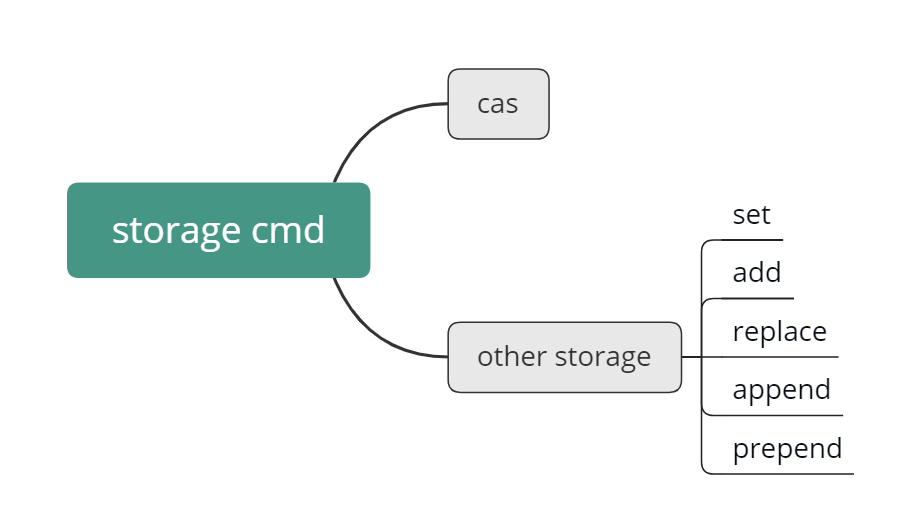 storage cmd
cas
other storage
set
add
replace
append
prepend